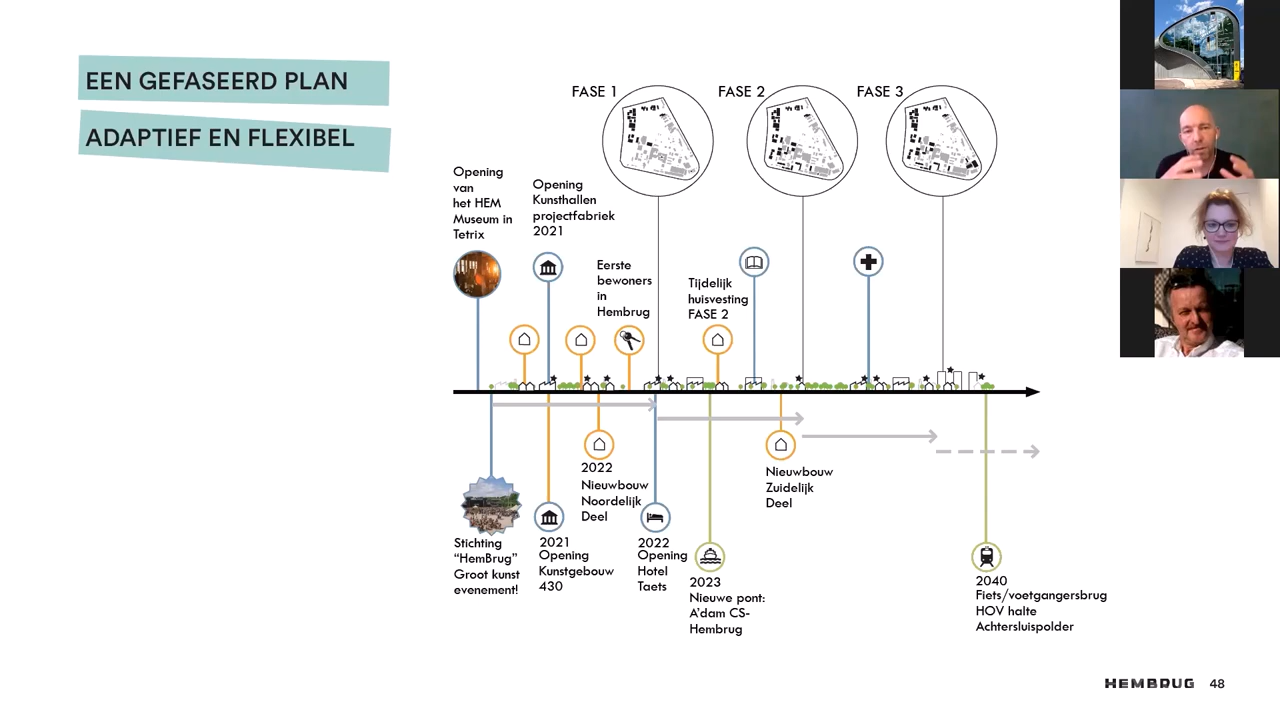 EEN GEFASEERD PLAN
ADAPTIEF EN FLEXIBEL
FASE 1
FASE 2
FASE 3
Opening
van
het HEM
Museum in
Tetrix
Opening
Kunsthallen
projectfabriek
2021
Eerste
bewoners
in
Hembrug
Tijdelijk
huisvesting
FASE 2
Stichting
“HemBrug”
Groot kunst
evenement!
2021
Opening
Kunstgebouw
430
2022
Nieuwbouw
Noordelijk
Deel
2022
Opening
Hotel
Taets
2023
Nieuwe pont:
A’dam CS-
Hembrug
Nieuwbouw
Zuidelijk
Deel
2040
Fiets/voetgangersbrug
HOV halte
Achtersluispolder
HEMBRUG 48